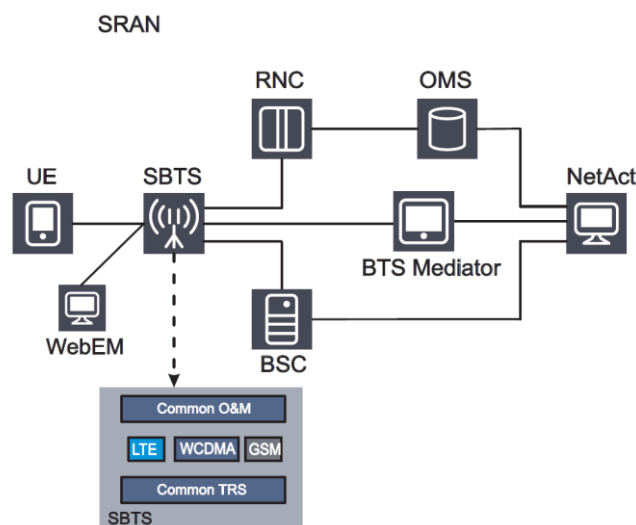 SRAN
RNC
OMS
UE
SBTS
NetAct
BTS Mediator
WebEM
BSC
Common O&M
LTE
WCDMA
GSM
Common TRS
SBTS